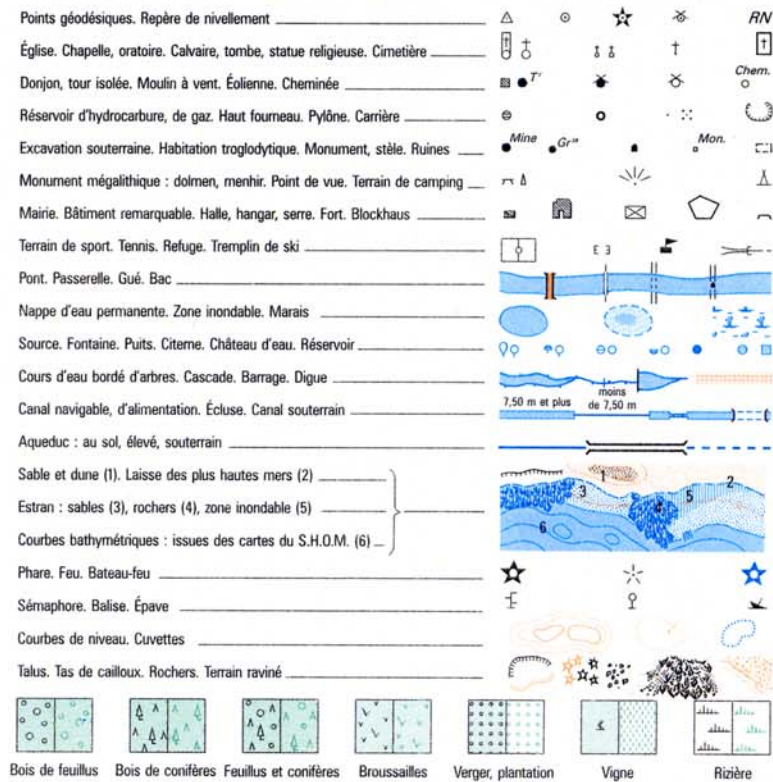 Points géodésiques. Repère de nivellement RN
Église. Chapelle, oratoire. Calvaire, tombe, statue religieuse. Cimetière
Donjon, tour isolée. Moulin à vent. Éolienne. Cheminée Tʳ Chem.
Réservoir d'hydrocarbure, de gaz. Haut fourneau. Pylône. Carrière
Excavation souterraine. Habitation troglodytique. Monument, stèle. Ruines Mine Grᵗᵉ Mon.
Monument mégalithique : dolmen, menhir. Point de vue. Terrain de camping
Mairie. Bâtiment remarquable. Halle, hangar, serre. Fort. Blockhaus
Terrain de sport. Tennis. Refuge. Tremplin de ski
Pont. Passerelle. Gué. Bac
Nappe d'eau permanente. Zone inondable. Marais
Source. Fontaine. Puits. Citerne. Château d'eau. Réservoir
Cours d'eau bordé d'arbres. Cascade. Barrage. Digue
7,50 m et plus moins de 7,50 m
Canal navigable, d'alimentation. Écluse. Canal souterrain
Aqueduc : au sol, élevé, souterrain
Sable et dune (1). Laisse des plus hautes mers (2) 1 2
Estran : sables (3), rochers (4), zone inondable (5) 3 4 5
Courbes bathymétriques : issues des cartes du S.H.O.M. (6) 6
Phare. Feu. Bateau-feu
Sémaphore. Balise. Épave
Courbes de niveau. Cuvettes
Talus. Tas de cailloux. Rochers. Terrain raviné
Bois de feuillus Bois de conifères Feuillus et conifères Broussailles Verger, plantation Vigne Rizière